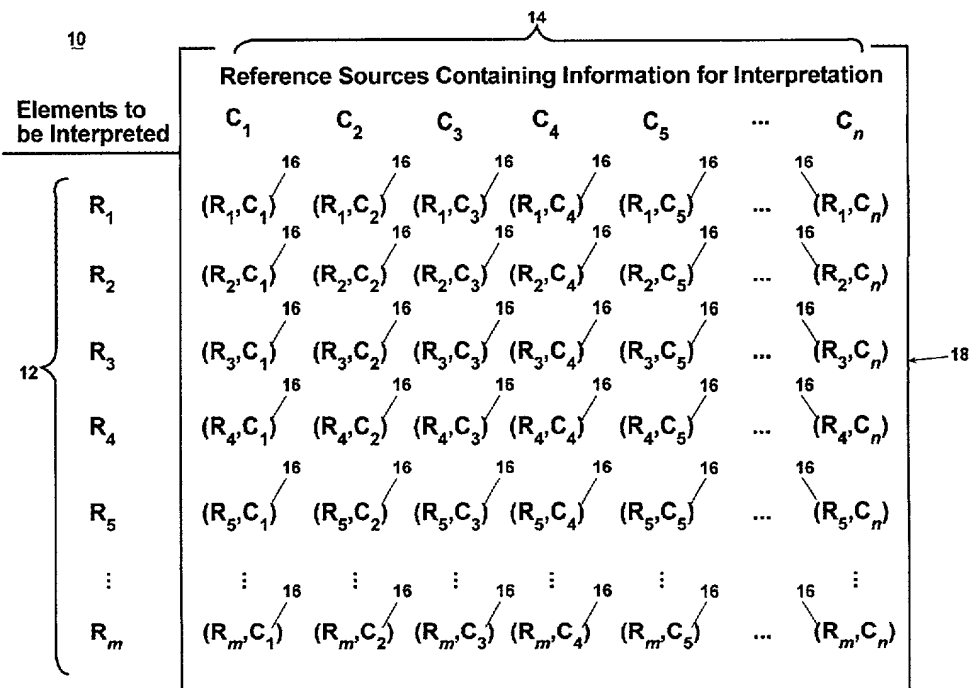 14
10
Reference Sources Containing Information for Interpretation
Elements to
be Interpreted
C1 C2 C3 C4 C5 ... Cn
16 16 16 16 16 16
R1 (R1,C1) (R1,C2) (R1,C3) (R1,C4) (R1,C5) ... (R1,Cn)
16 16 16 16 16 16
R2 (R2,C1) (R2,C2) (R2,C3) (R2,C4) (R2,C5) ... (R2,Cn)
16 16 16 16 16 16
R3 (R3,C1) (R3,C2) (R3,C3) (R3,C4) (R3,C5) ... (R3,Cn)
12
18
16 16 16 16 16 16
R4 (R4,C1) (R4,C2) (R4,C3) (R4,C4) (R4,C5) ... (R4,Cn)
16 16 16 16 16 16
R5 (R5,C1) (R5,C2) (R5,C3) (R5,C4) (R5,C5) ... (R5,Cn)
⋮ ⋮ ⋮ ⋮ ⋮ ⋮ ⋮
16 16 16 16 16 16
Rm (Rm,C1) (Rm,C2) (Rm,C3) (Rm,C4) (Rm,C5) ... (Rm,Cn)